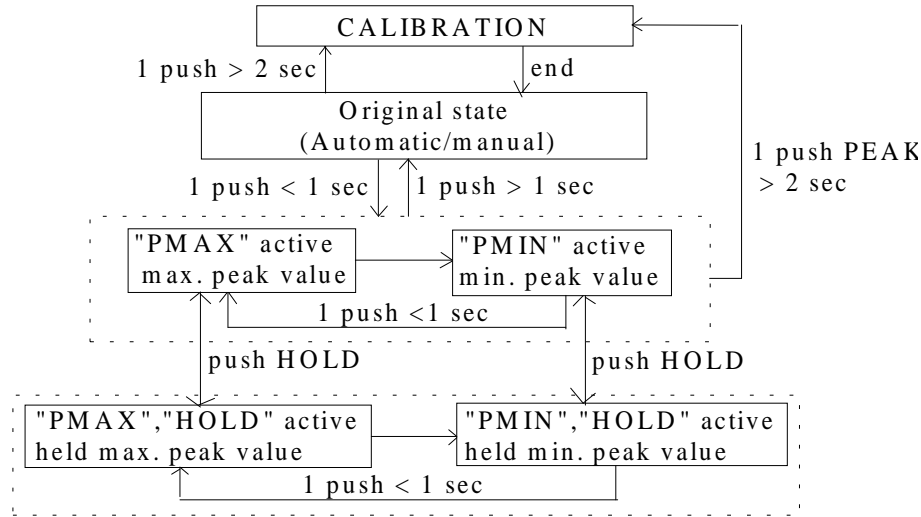 CALIBRATION
1 push > 2 sec
end
Original state
(Automatic/manual)
1 push PEAK
> 2 sec
1 push < 1 sec
1 push > 1 sec
"PMAX" active
max. peak value
"PMIN" active
min. peak value
1 push <1 sec
push HOLD
push HOLD
"PMAX","HOLD" active
held max. peak value
"PMIN","HOLD" active
held min. peak value
1 push < 1 sec